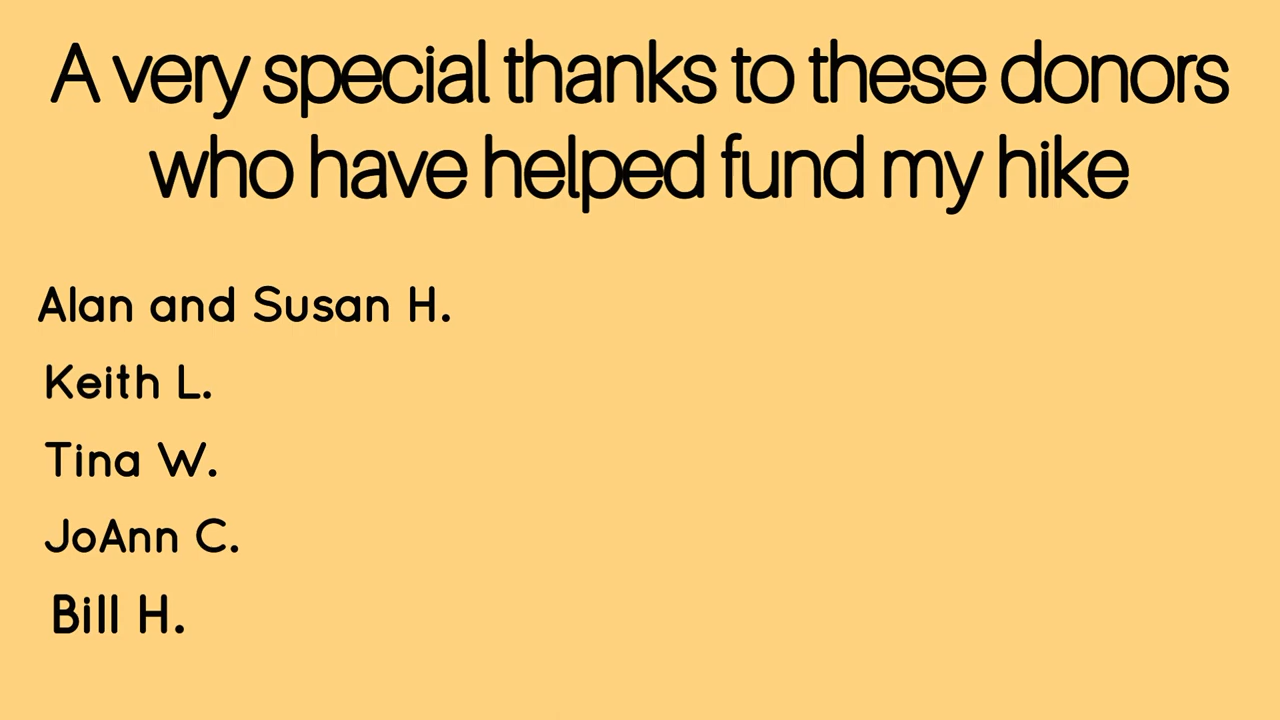 A very special thanks to these donors
who have helped fund my hike
Alan and Susan H.
Keith L.
Tina W.
JoAnn C.
Bill H.